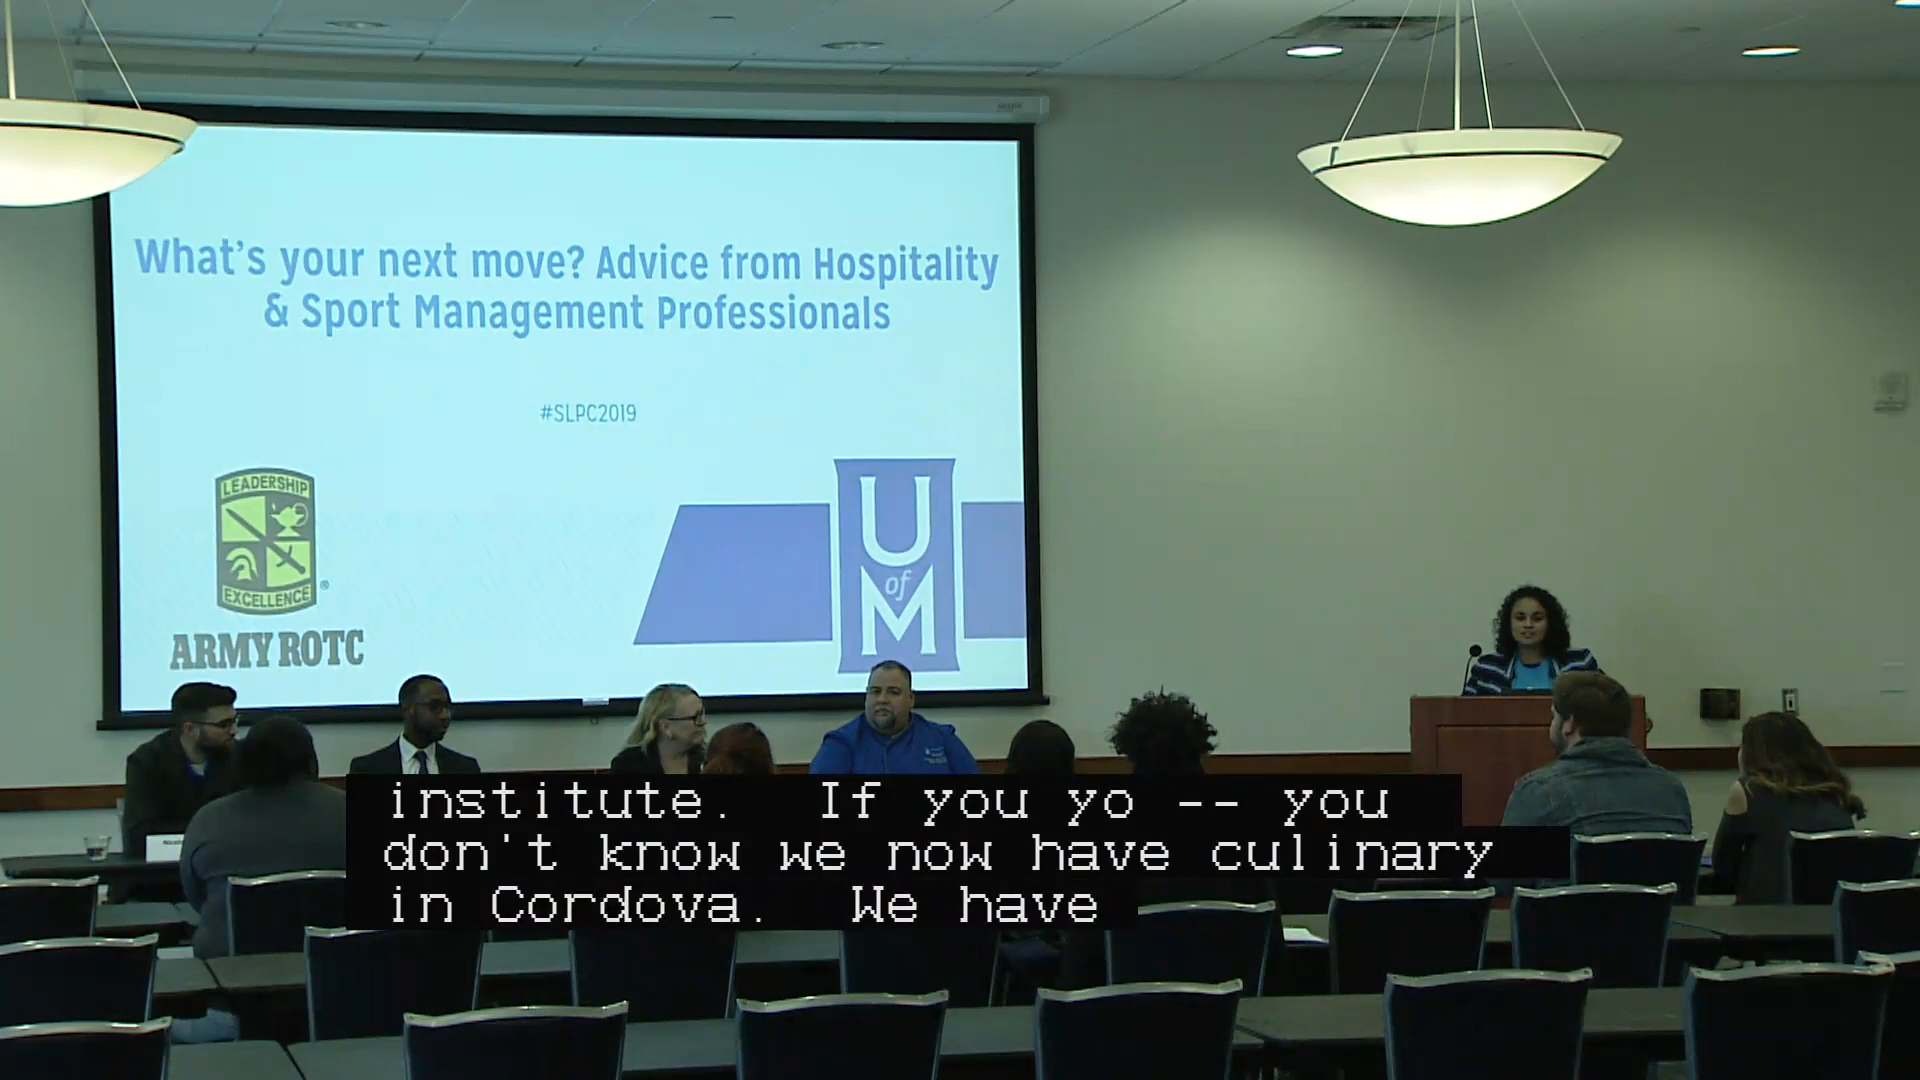 What's your next move? Advice from Hospitality
& Sport Management Professionals
#SLPC2019
LEADERSHIP
EXCELLENCE
®
ARMY ROTC
U
of
M
institute. If you yo -- you
don't know we now have culinary
in Cordova. We have